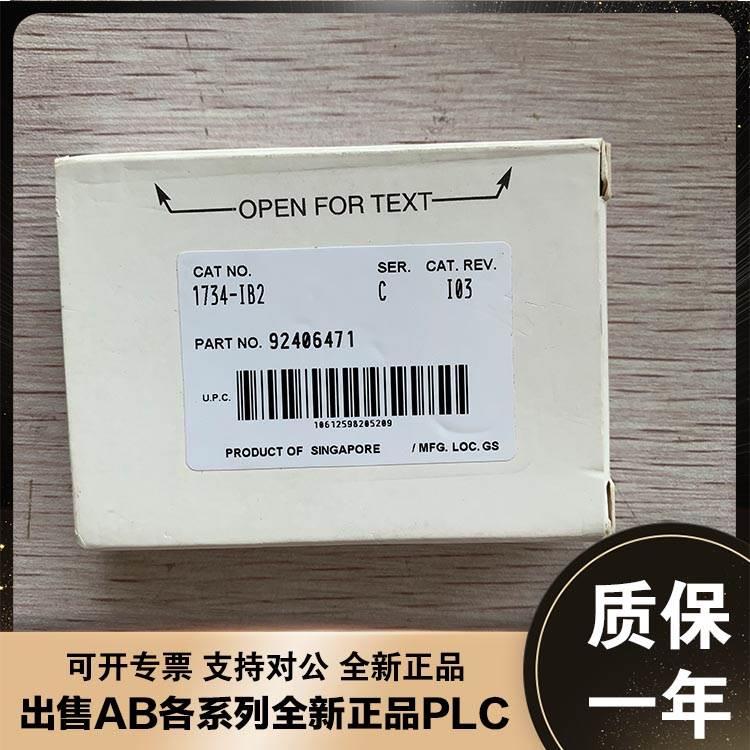 OPEN FOR TEXT
CAT NO. SER. CAT. REV.
1734-IB2 C I03
PART NO. 92406471
U.P.C.
10612598205209
PRODUCT OF SINGAPORE / MFG. LOC. GS
质保
一年
可开专票 支持对公 全新正品
出售AB各系列全新正品PLC